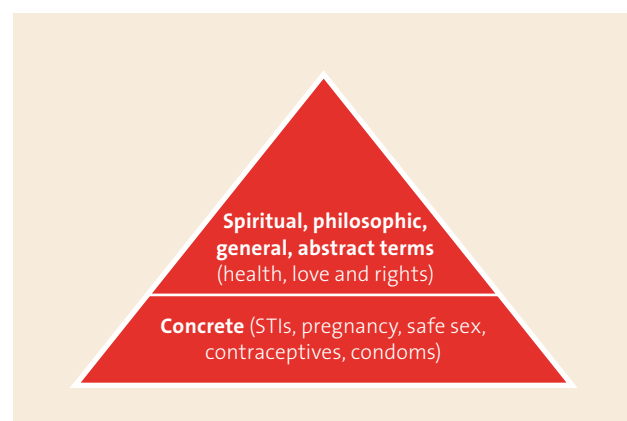 Spiritual, philosophic,
general, abstract terms
(health, love and rights)
Concrete (STIs, pregnancy, safe sex,
contraceptives, condoms)